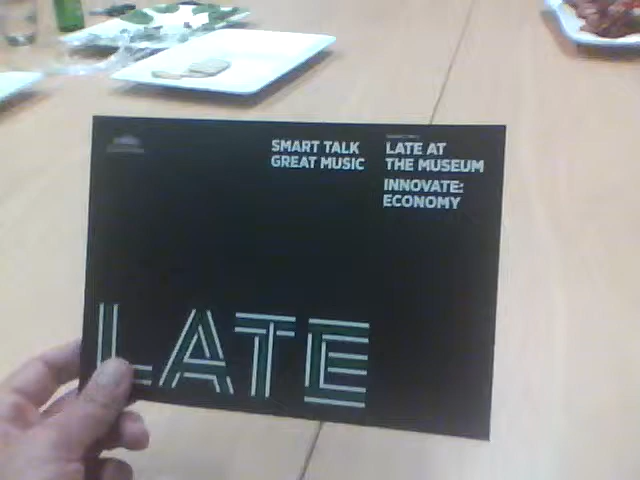 SMART TALK
GREAT MUSIC
LATE AT
THE MUSEUM
INNOVATE:
ECONOMY
LATE